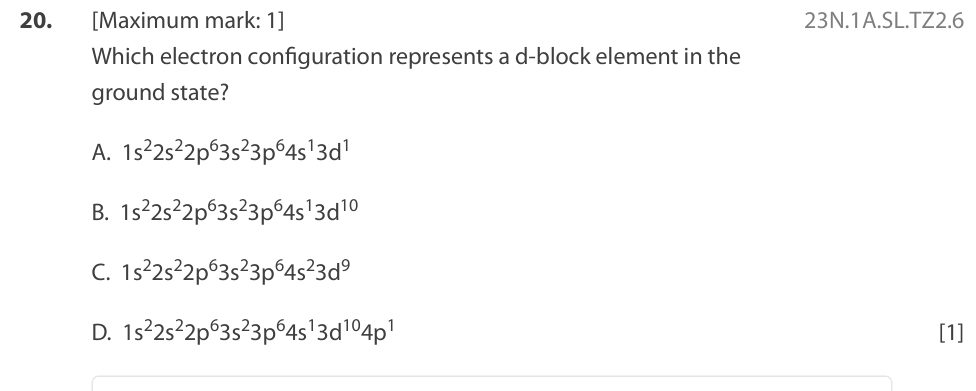 20. [Maximum mark: 1] 23N.1A.SL.TZ2.6
Which electron configuration represents a d-block element in the
ground state?
A. 1s²2s²2p⁶3s²3p⁶4s¹3d¹
B. 1s²2s²2p⁶3s²3p⁶4s¹3d¹⁰
C. 1s²2s²2p⁶3s²3p⁶4s²3d⁹
D. 1s²2s²2p⁶3s²3p⁶4s¹3d¹⁰4p¹ [1]